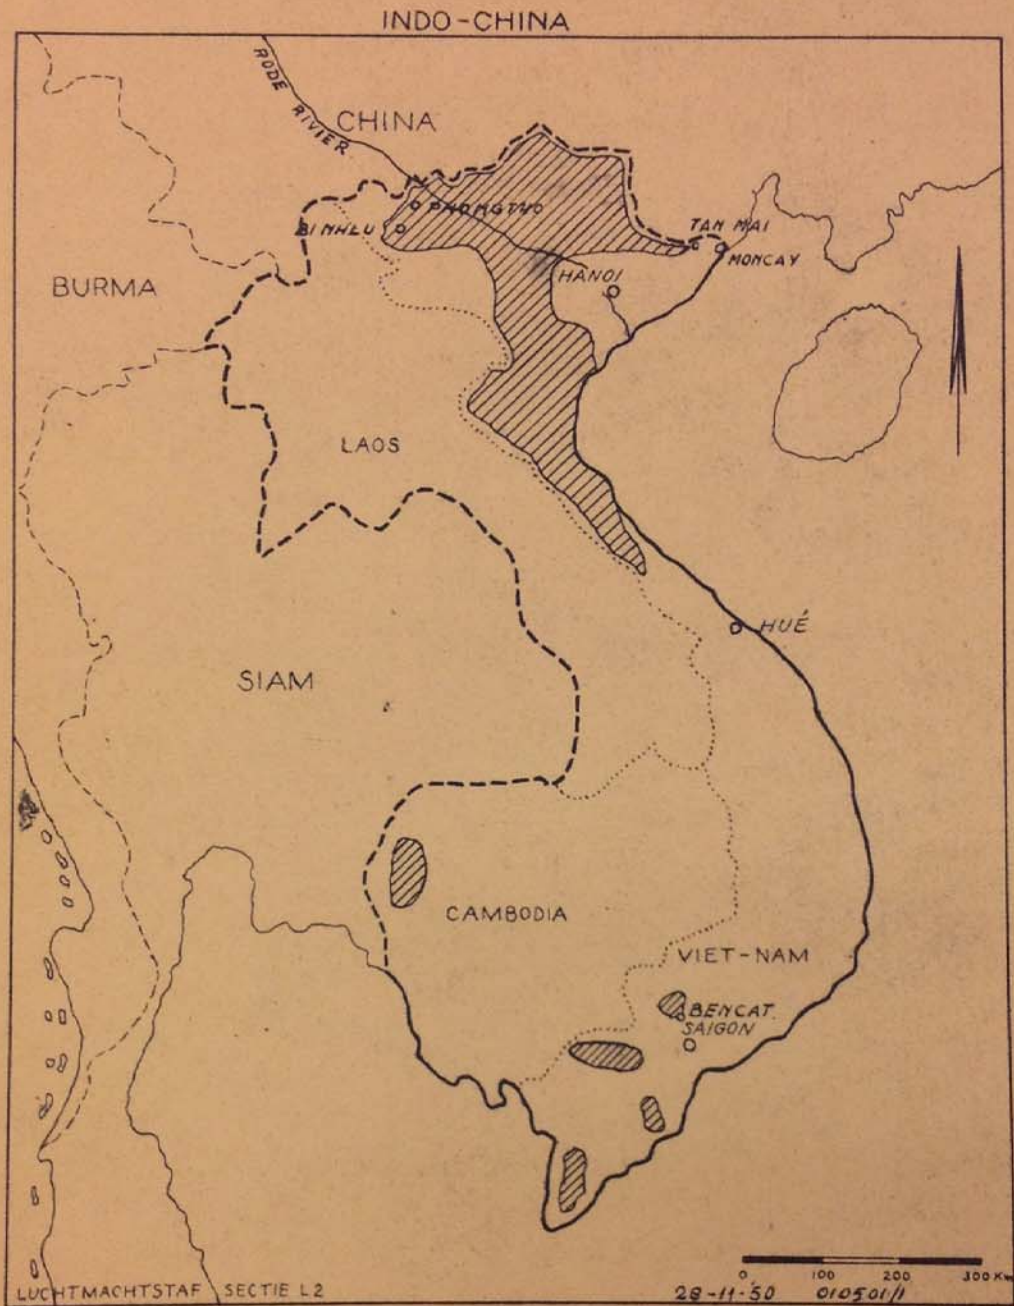 INDO-CHINA
RODE RIVIER
CHINA
PHONGTHO
BINHLU
TAN MAI
MONCAY
HANOI
BURMA
LAOS
HUÉ
SIAM
CAMBODIA
VIET-NAM
BENCAT
SAIGON
0 100 200 300 Km
LUCHTMACHTSTAF SECTIE L2
28-11-50 010501/1